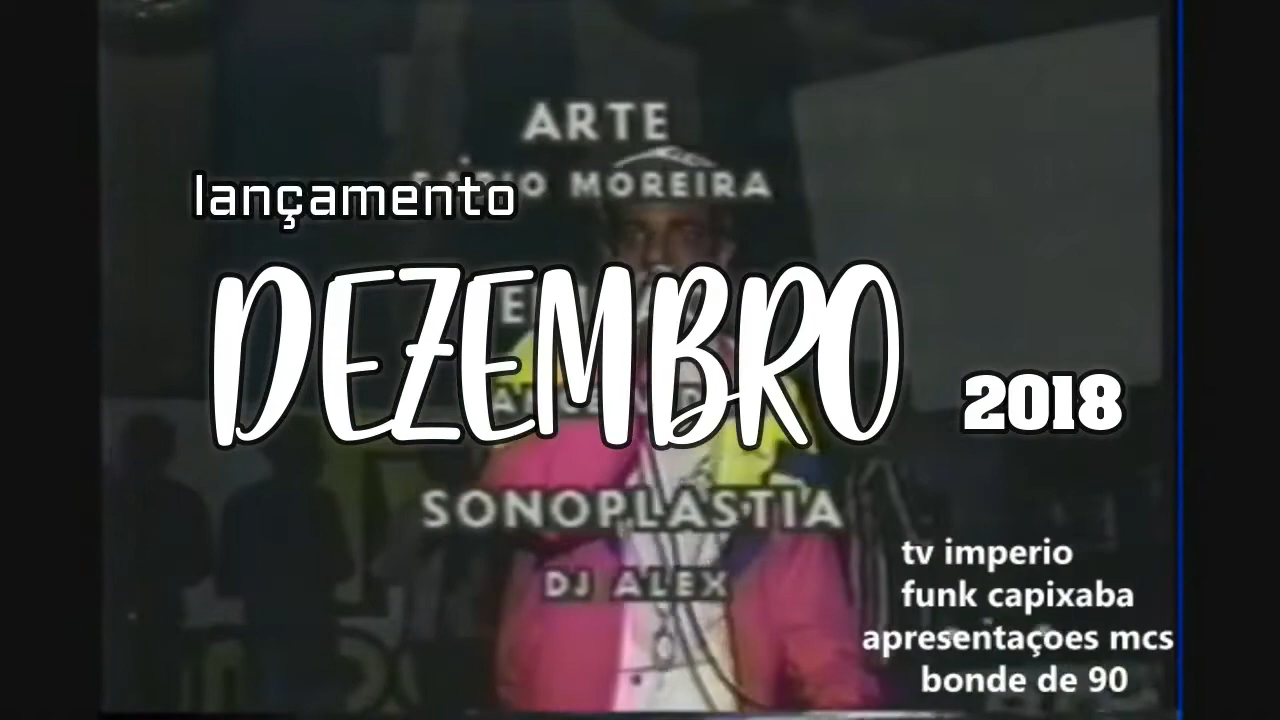 ARTE
MOREIRA
lançamento
DEZEMBRO
2018
SONOPLASTIA
DJ ALEX
tv imperio
funk capixaba
apresentaçoes mcs
bonde de 90